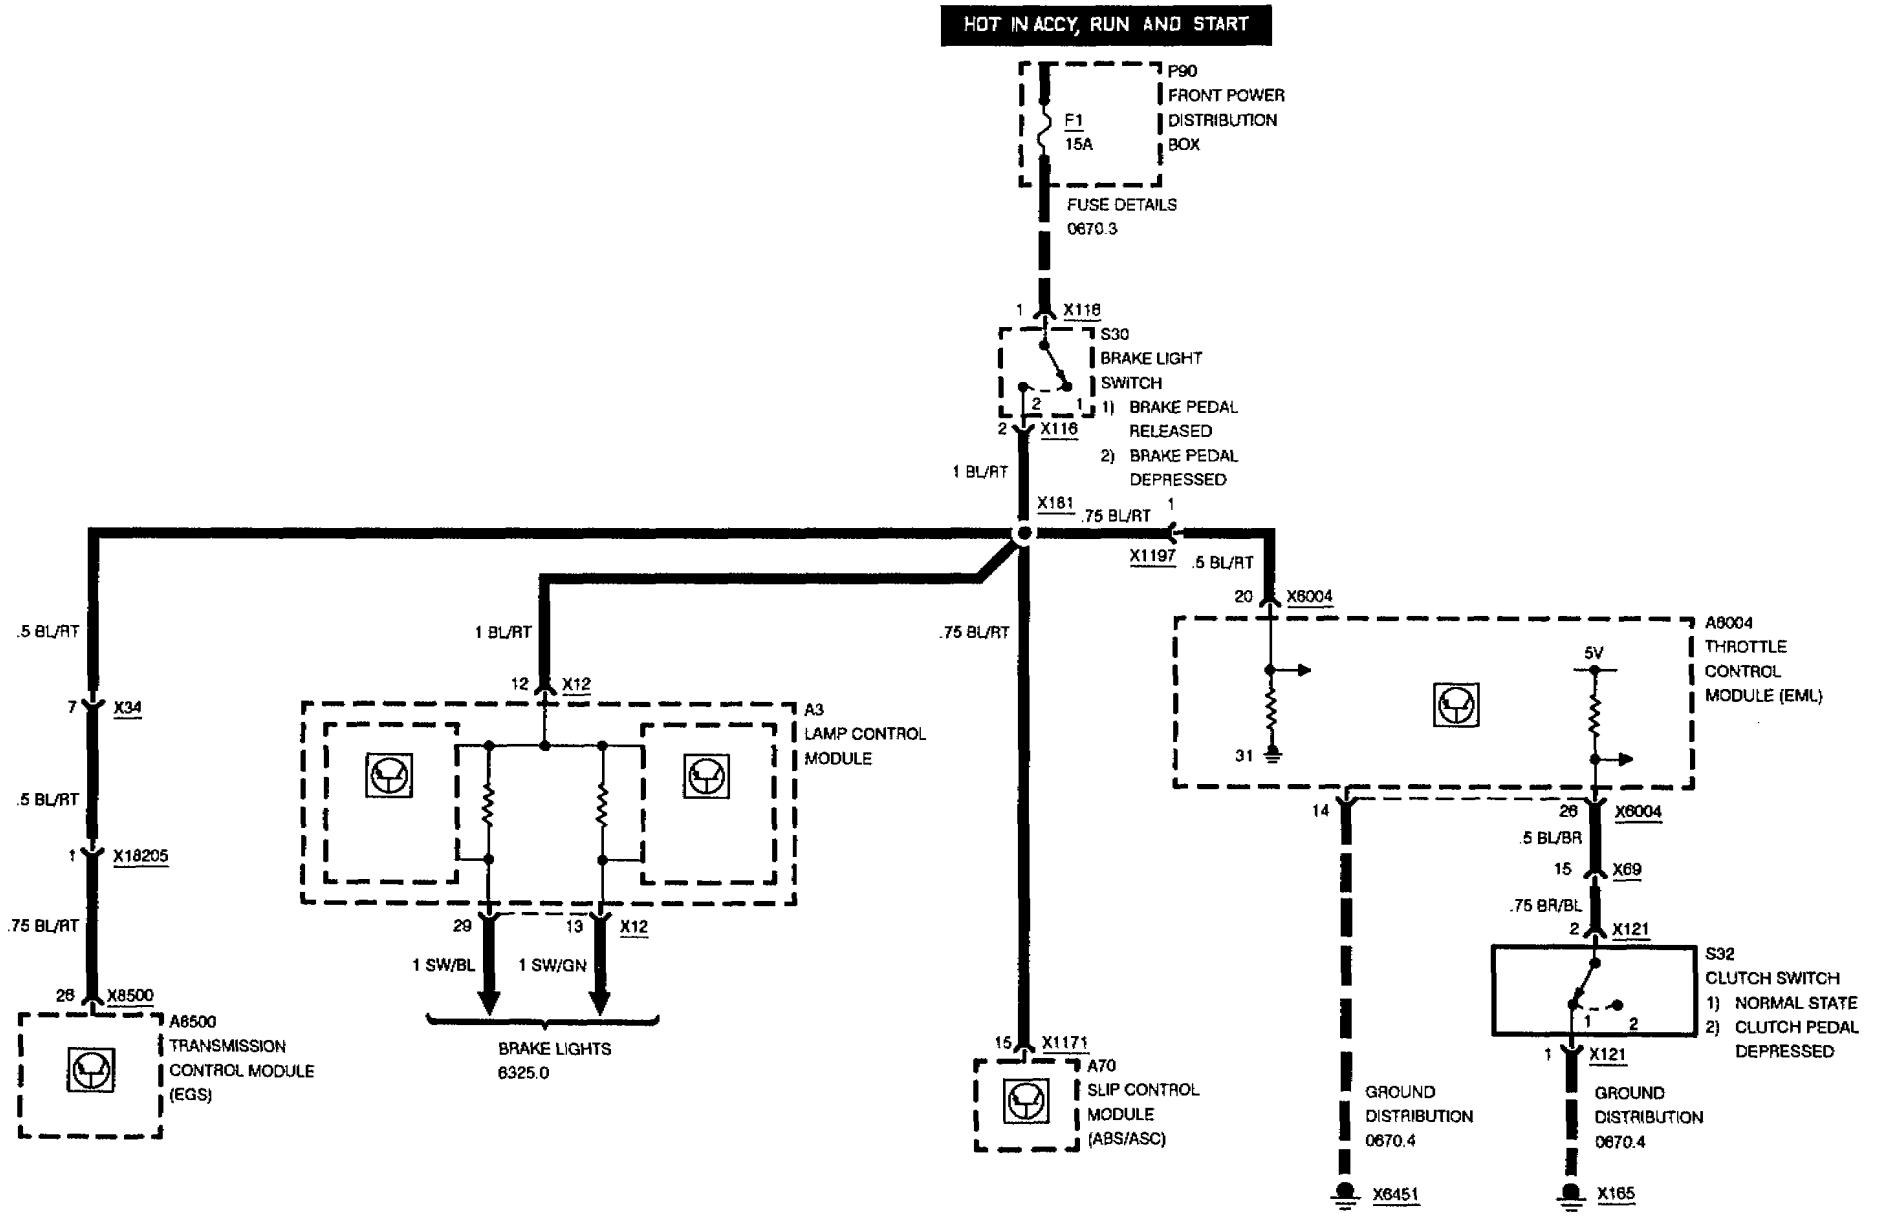 HOT IN ACCY, RUN AND START
P90
FRONT POWER
DISTRIBUTION
BOX
F1
15A
FUSE DETAILS
0670.3
1 X116
S30
BRAKE LIGHT
SWITCH
2 1
1) BRAKE PEDAL
RELEASED
2) BRAKE PEDAL
DEPRESSED
2 X116
1 BL/RT
X181
.75 BL/RT
1
X1197
.5 BL/RT
20 X6004
.5 BL/RT
1 BL/RT
.75 BL/RT
7 X34
12 X12
A3
LAMP CONTROL
MODULE
A6004
THROTTLE
CONTROL
MODULE (EML)
5V
31
.5 BL/RT
1 X18205
.75 BL/RT
26 X8500
A6500
TRANSMISSION
CONTROL MODULE
(EGS)
29 13 X12
1 SW/BL 1 SW/GN
BRAKE LIGHTS
6325.0
15 X1171
A70
SLIP CONTROL
MODULE
(ABS/ASC)
14 26 X6004
.5 BL/BR
15 X69
.75 BR/BL
2 X121
S32
CLUTCH SWITCH
1) NORMAL STATE
2) CLUTCH PEDAL
DEPRESSED
1 2
1 X121
GROUND
DISTRIBUTION
0670.4
GROUND
DISTRIBUTION
0670.4
X6451
X165